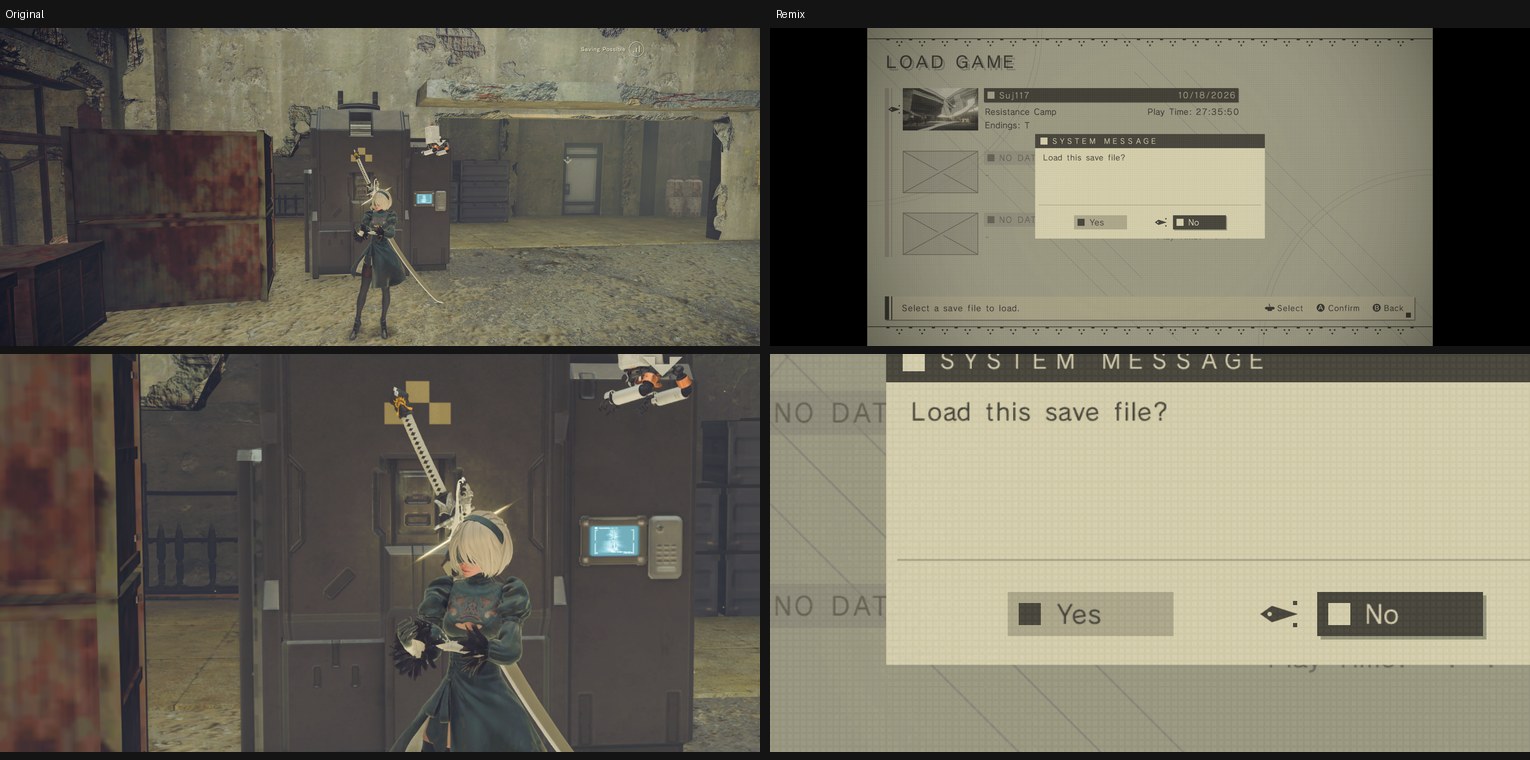 Original
Remix
Saving Possible
LOAD GAME
Suj117 10/18/2026
Resistance Camp Play Time: 27:35:50
Endings: T
SYSTEM MESSAGE
Load this save file?
NO DAT
Yes No
NO DAT
Select a save file to load.
Select Confirm Back
SYSTEM MESSAGE
NO DAT
Load this save file?
NO DAT
Yes No
Play Time: